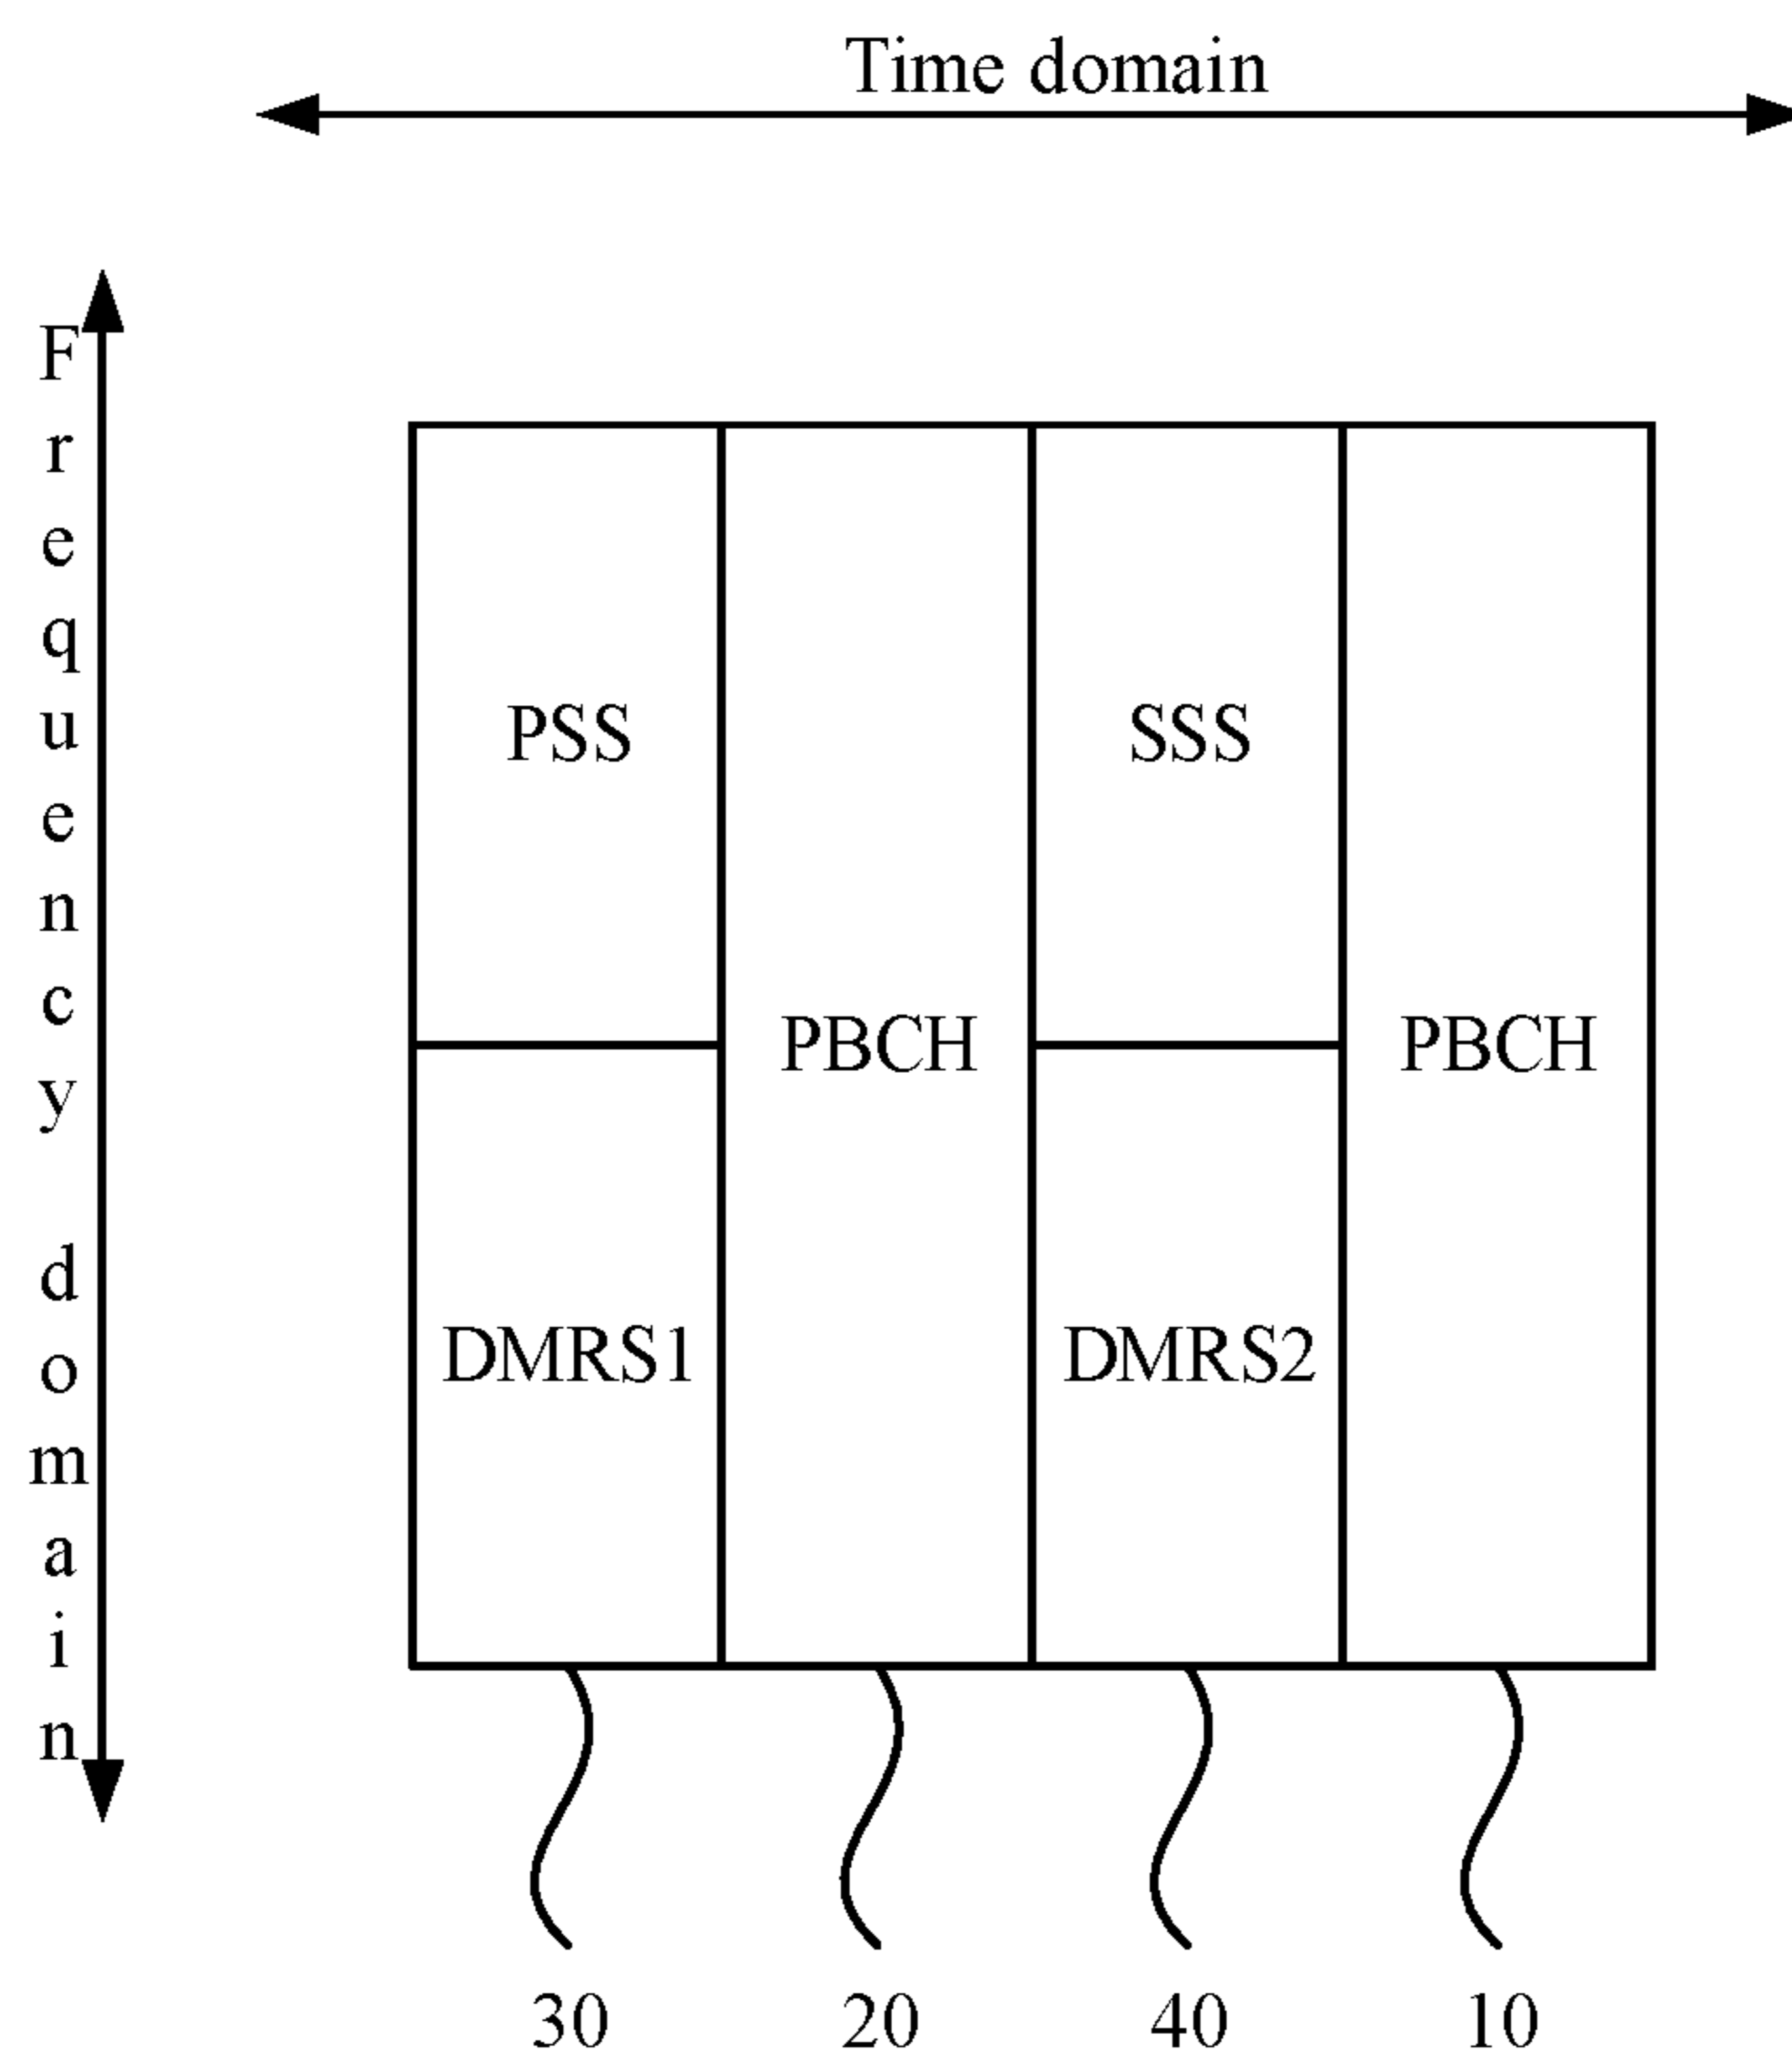 Time domain
Frequency domain
PSS
SSS
PBCH
PBCH
DMRS1
DMRS2
30
20
40
10